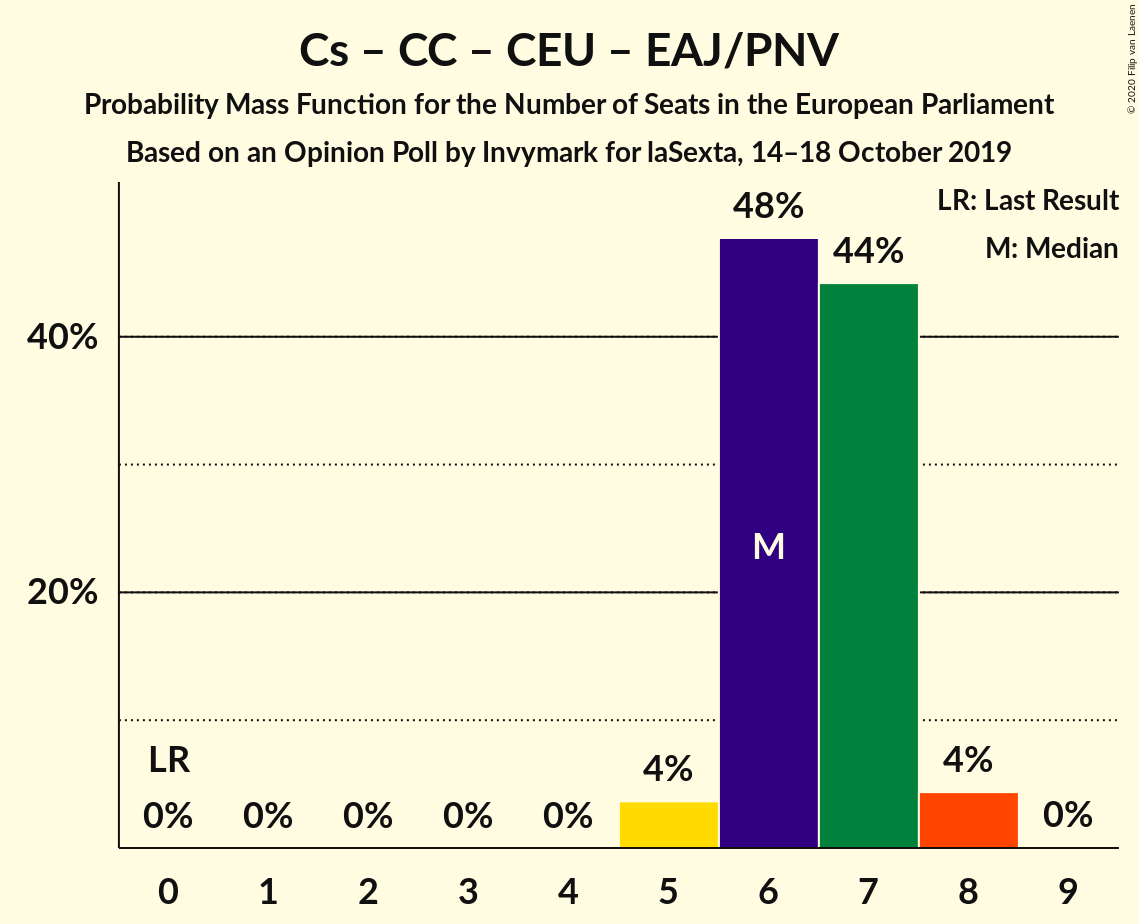 Cs – CC – CEU – EAJ/PNV
Probability Mass Function for the Number of Seats in the European Parliament
Based on an Opinion Poll by Invymark for laSexta, 14–18 October 2019
© 2020 Filip van Laenen
LR: Last Result
M: Median
48%
44%
40%
M
20%
LR
0% 0% 0% 0% 0% 4% 4% 0%
0 1 2 3 4 5 6 7 8 9